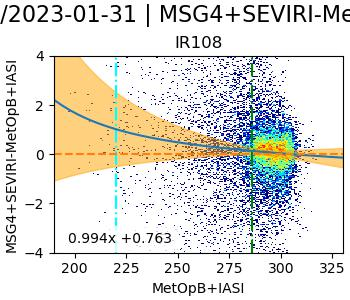 /2023-01-31 | MSG4+SEVIRI-Me
IR108
MSG4+SEVIRI-MetOpB+IASI
4
2
0
−2
−4
0.994x +0.763
200 225 250 275 300 325
MetOpB+IASI